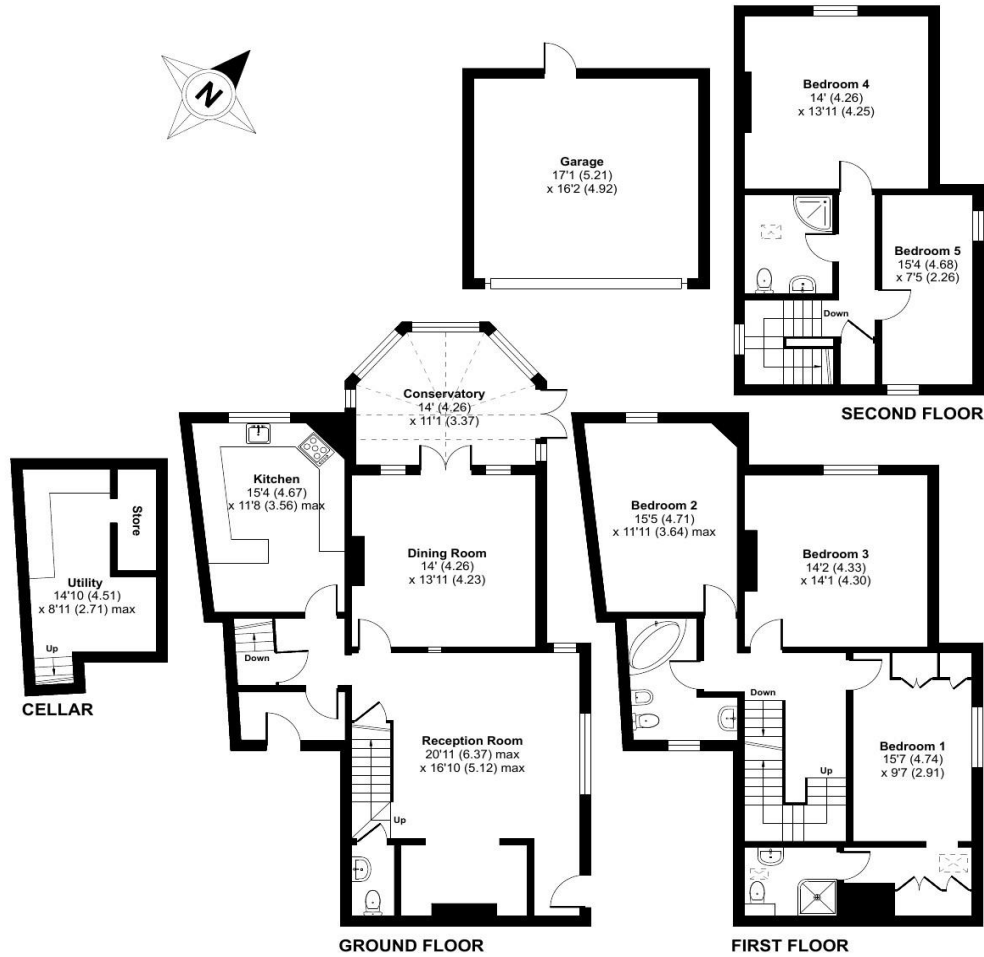 N
Garage
17'1 (5.21)
x 16'2 (4.92)
Bedroom 4
14' (4.26)
x 13'11 (4.25)
Bedroom 5
15'4 (4.68)
x 7'5 (2.26)
Down
SECOND FLOOR
Utility
14'10 (4.51)
x 8'11 (2.71) max
Store
Up
CELLAR
Conservatory
14' (4.26)
x 11'1 (3.37)
Kitchen
15'4 (4.67)
x 11'8 (3.56) max
Dining Room
14' (4.26)
x 13'11 (4.23)
Down
Reception Room
20'11 (6.37) max
x 16'10 (5.12) max
Up
GROUND FLOOR
Bedroom 2
15'5 (4.71)
x 11'11 (3.64) max
Bedroom 3
14'2 (4.33)
x 14'1 (4.30)
Down
Up
Bedroom 1
15'7 (4.74)
x 9'7 (2.91)
FIRST FLOOR